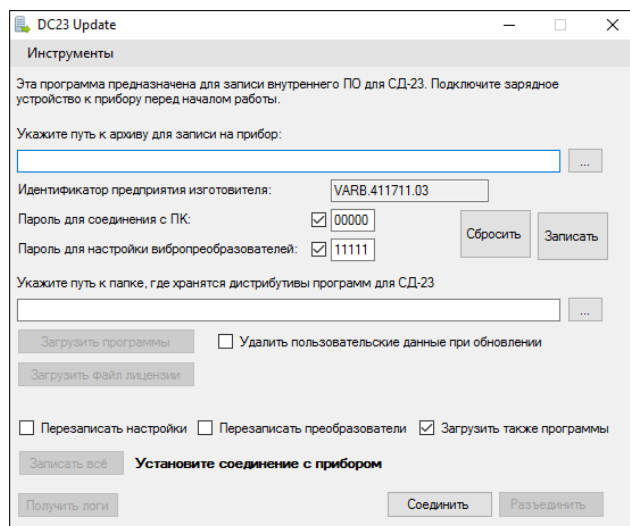 DC23 Update
Инструменты
Эта программа предназначена для записи внутреннего ПО для СД-23. Подключите зарядное
устройство к прибору перед началом работы.
Укажите путь к архиву для записи на прибор:
...
Идентификатор предприятия изготовителя: VARB.411711.03
Пароль для соединения с ПК: 00000
Сбросить Записать
Пароль для настройки вибропреобразователей: 11111
Укажите путь к папке, где хранятся дистрибутивы программ для СД-23
...
Загрузить программы Удалить пользовательские данные при обновлении
Загрузить файл лицензии
Перезаписать настройки Перезаписать преобразователи Загрузить также программы
Записать всё Установите соединение с прибором
Получить логи Соединить Разъединить